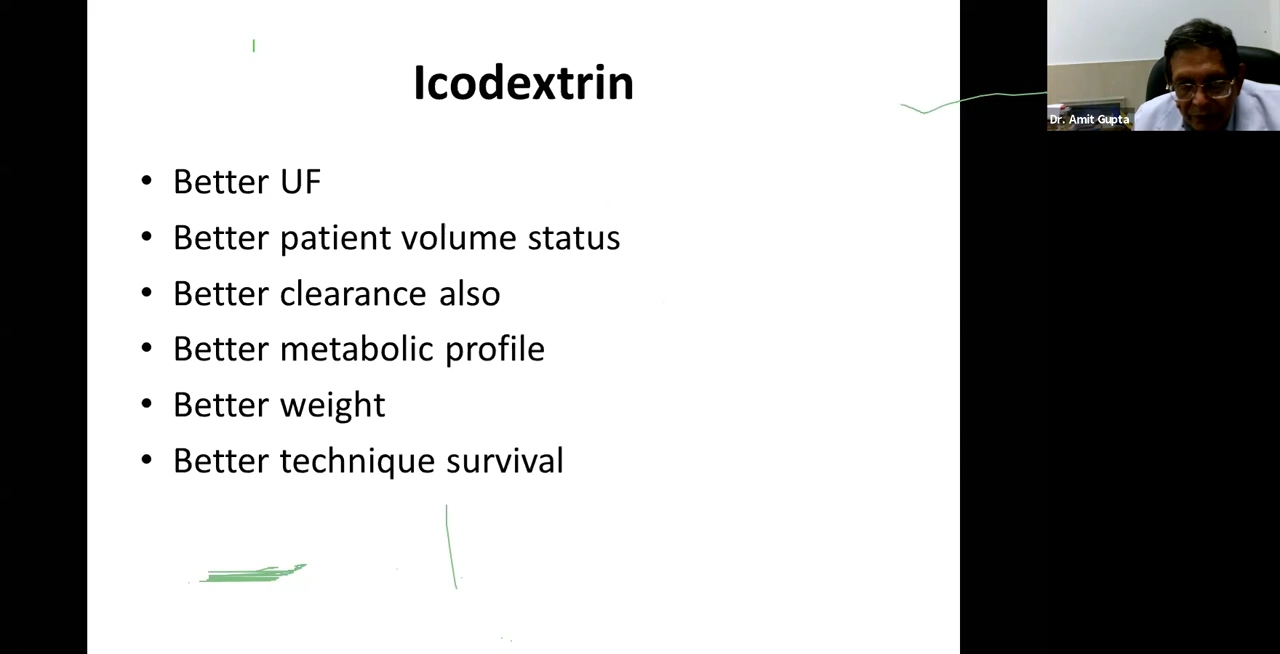 Icodextrin
• Better UF
• Better patient volume status
• Better clearance also
• Better metabolic profile
• Better weight
• Better technique survival
Dr. Amit Gupta